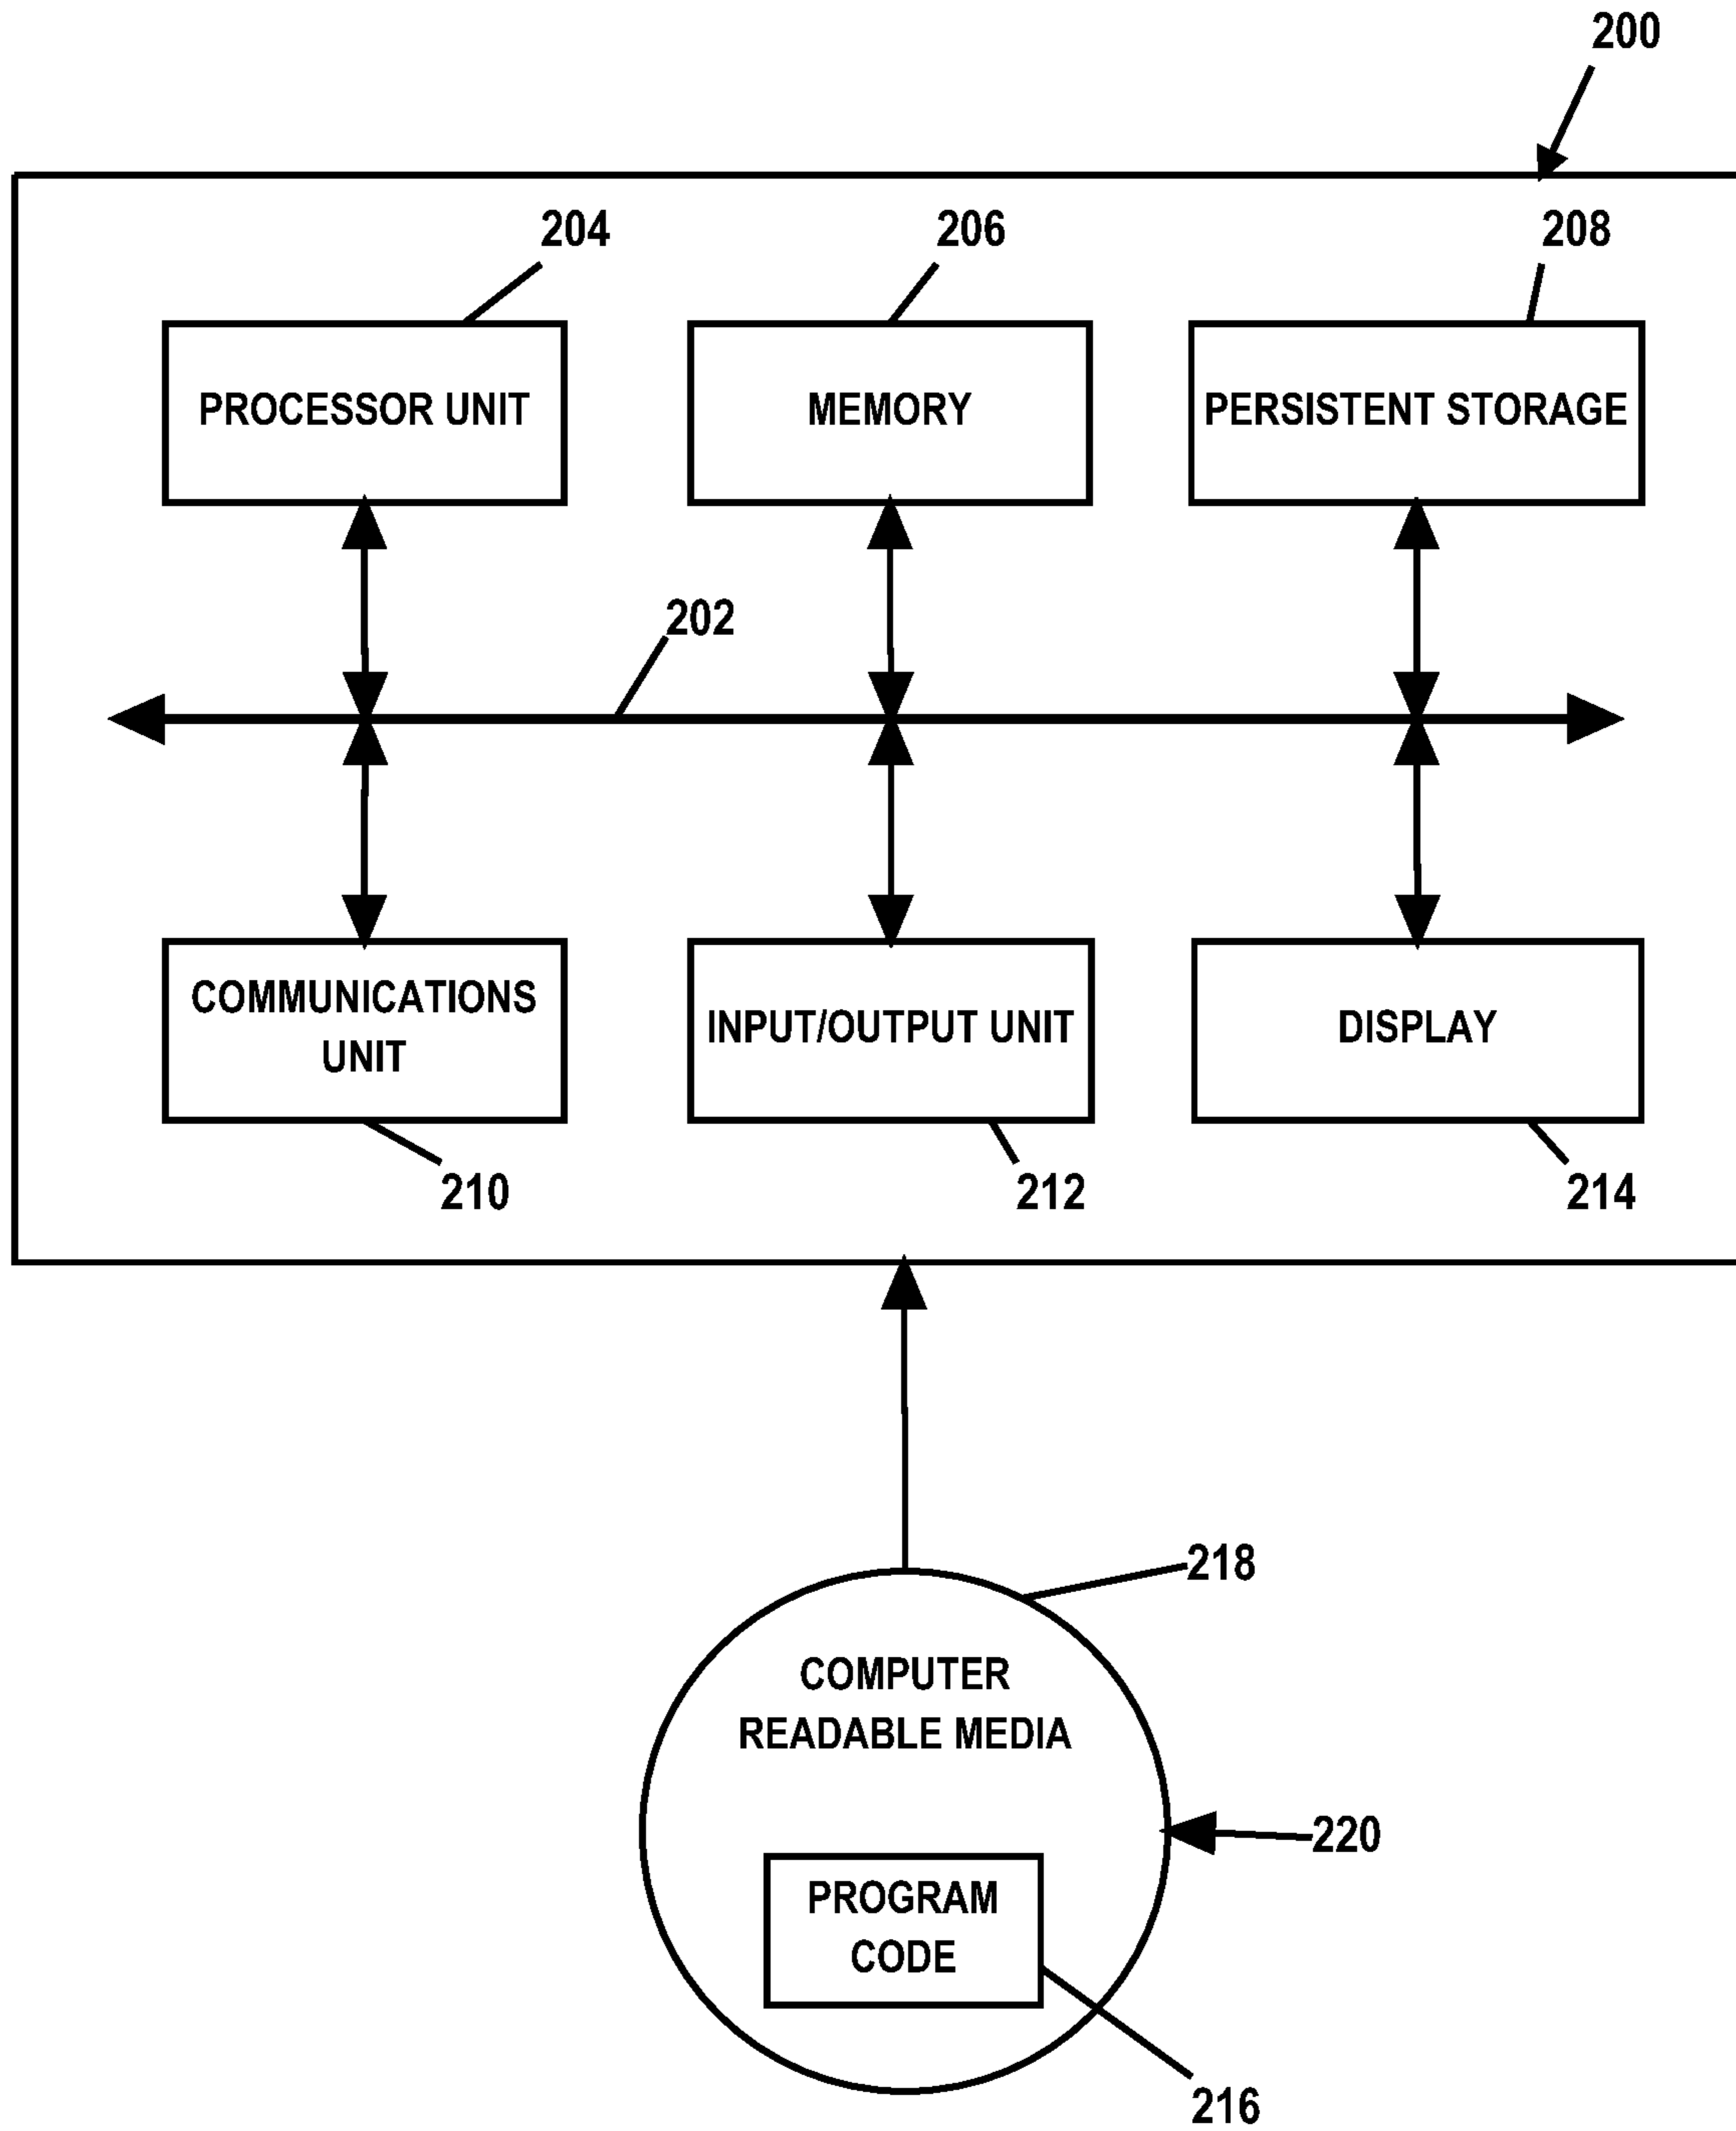 200
204
206
208
PROCESSOR UNIT
MEMORY
PERSISTENT STORAGE
202
COMMUNICATIONS
UNIT
INPUT/OUTPUT UNIT
DISPLAY
210
212
214
218
COMPUTER
READABLE MEDIA
220
PROGRAM
CODE
216